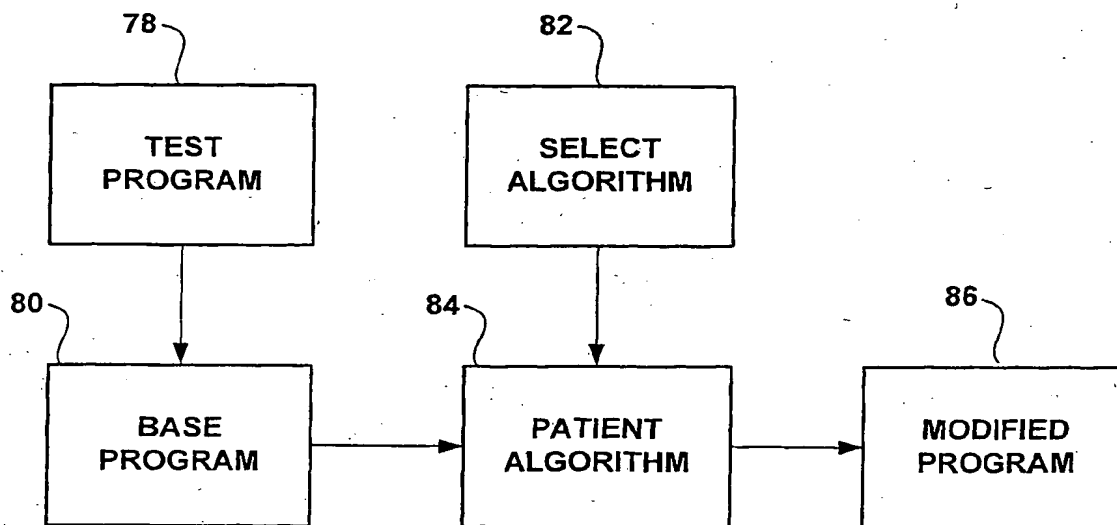 78
82
TEST
PROGRAM
SELECT
ALGORITHM
80
84
86
BASE
PROGRAM
PATIENT
ALGORITHM
MODIFIED
PROGRAM